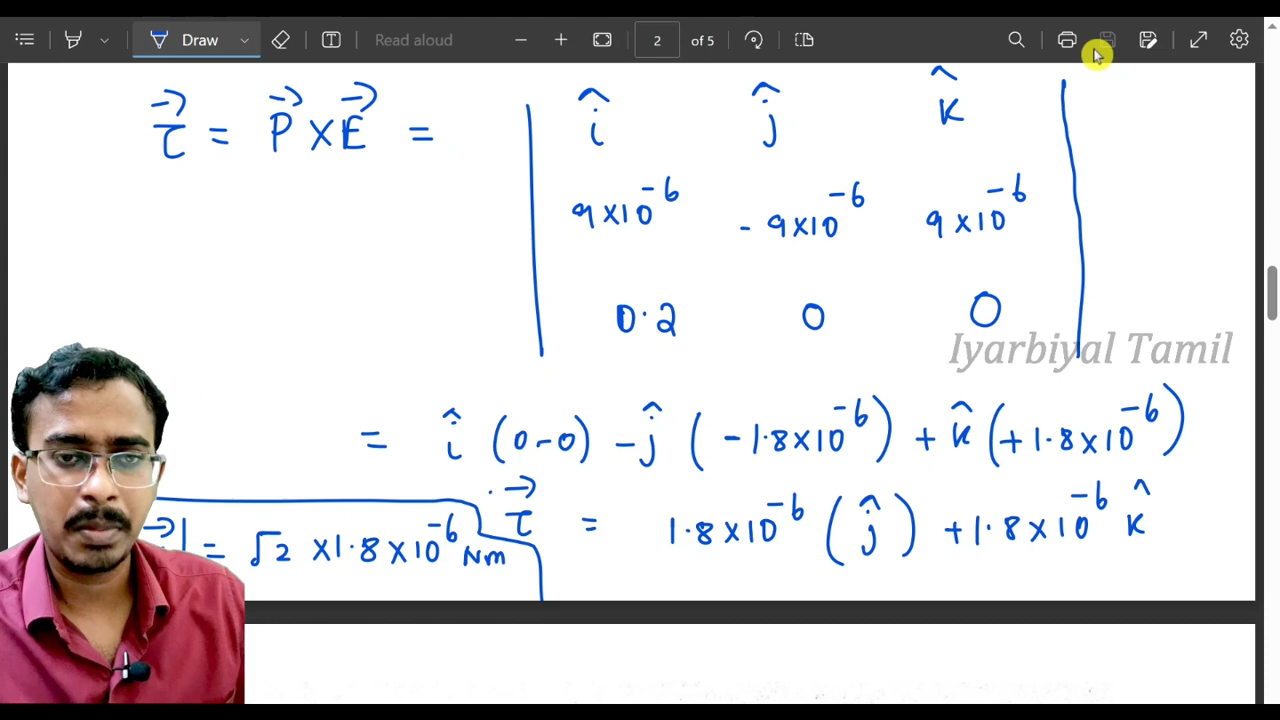 Draw
Read aloud
2 of 5
î ĵ k̂
τ⃗ = P⃗ × E⃗ =
9×10⁻⁶ - 9×10⁻⁶ 9×10⁻⁶
0.2 0 0
Iyarbiyal Tamil
= î (0-0) - ĵ (-1.8×10⁻⁶) + k̂ (+1.8×10⁻⁶)
τ⃗ = 1.8×10⁻⁶ (ĵ) + 1.8×10⁻⁶ k̂
| = √2 ×1.8×10⁻⁶ Nm